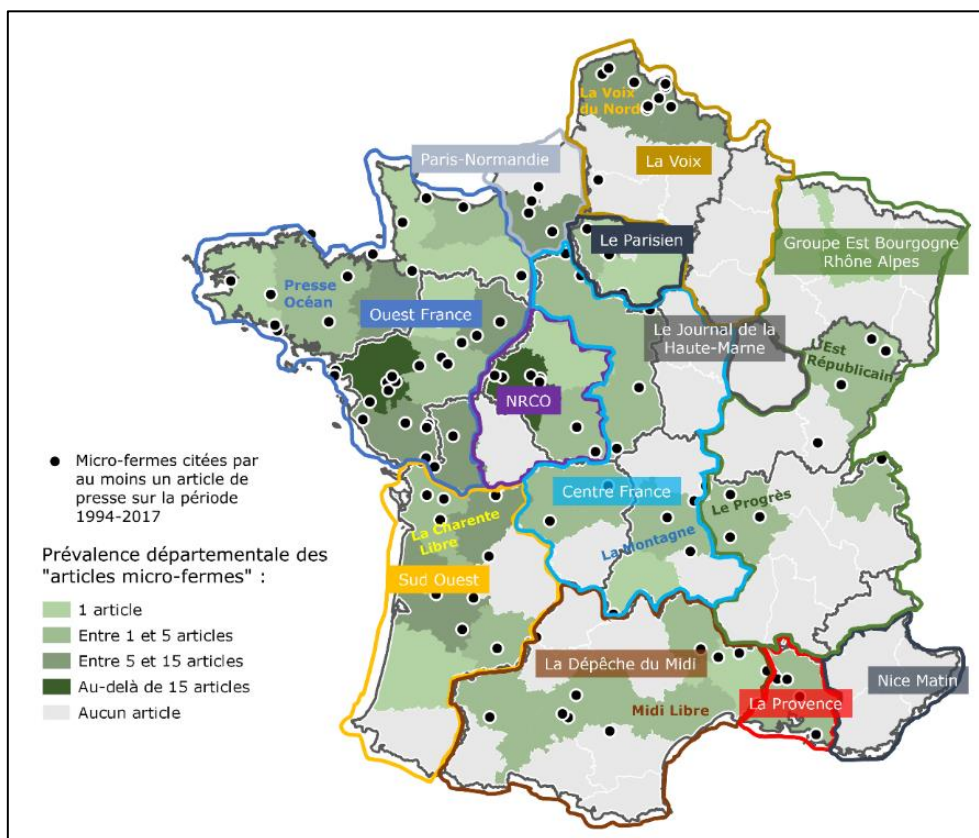 La Voix
du Nord
Paris-Normandie
La Voix
Le Parisien
Groupe Est Bourgogne
Rhône Alpes
Presse
Océan
Ouest France
Le Journal de la
Haute-Marne
Est
Républicain
NRCO
Micro-fermes citées par
au moins un article de
presse sur la période
1994-2017
Centre France
Le Progrès
La Charente
Libre
La Montagne
Prévalence départementale des
"articles micro-fermes" :
Sud Ouest
1 article
Entre 1 et 5 articles
Entre 5 et 15 articles
Au-delà de 15 articles
Aucun article
La Dépêche du Midi
Nice Matin
La Provence
Midi Libre